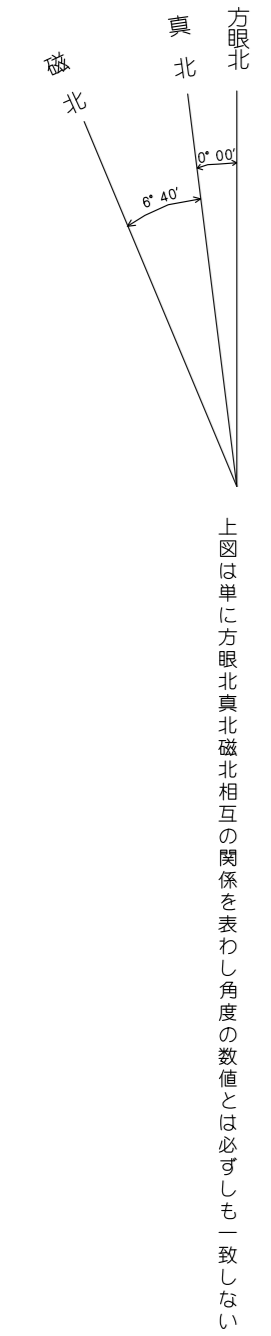 方眼北
真北
磁北
0° 00′
6° 40′
上図は単に方眼北真北磁北相互の関係を表わし角度の数値とは必ずしも一致しない